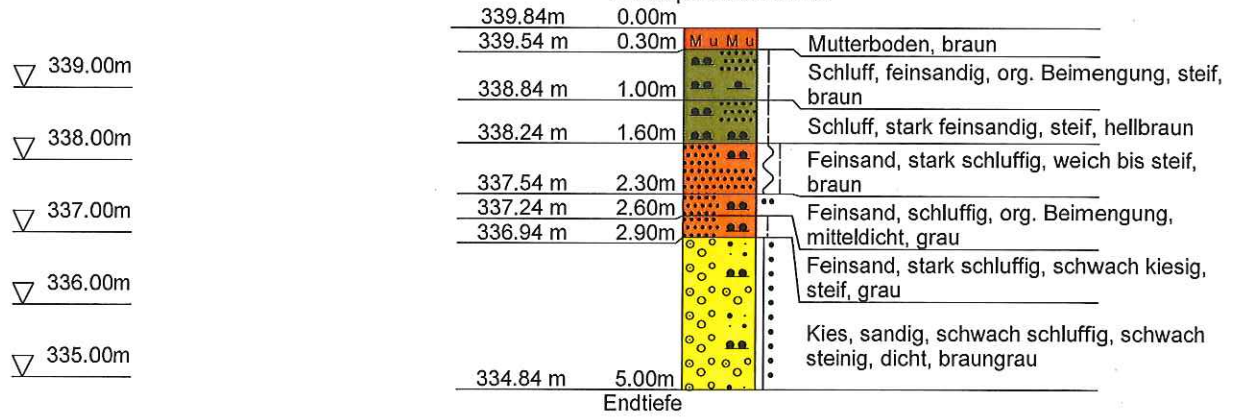 339.84m 0.00m
339.54 m 0.30m M u M u Mutterboden, braun
339.00m
Schluff, feinsandig, org. Beimengung, steif,
338.84 m 1.00m braun
338.00m
338.24 m 1.60m Schluff, stark feinsandig, steif, hellbraun
Feinsand, stark schluffig, weich bis steif,
337.54 m 2.30m braun
337.00m
337.24 m 2.60m Feinsand, schluffig, org. Beimengung,
336.94 m 2.90m mitteldicht, grau
Feinsand, stark schluffig, schwach kiesig,
336.00m steif, grau
Kies, sandig, schwach schluffig, schwach
335.00m steinig, dicht, braungrau
334.84 m 5.00m
Endtiefe